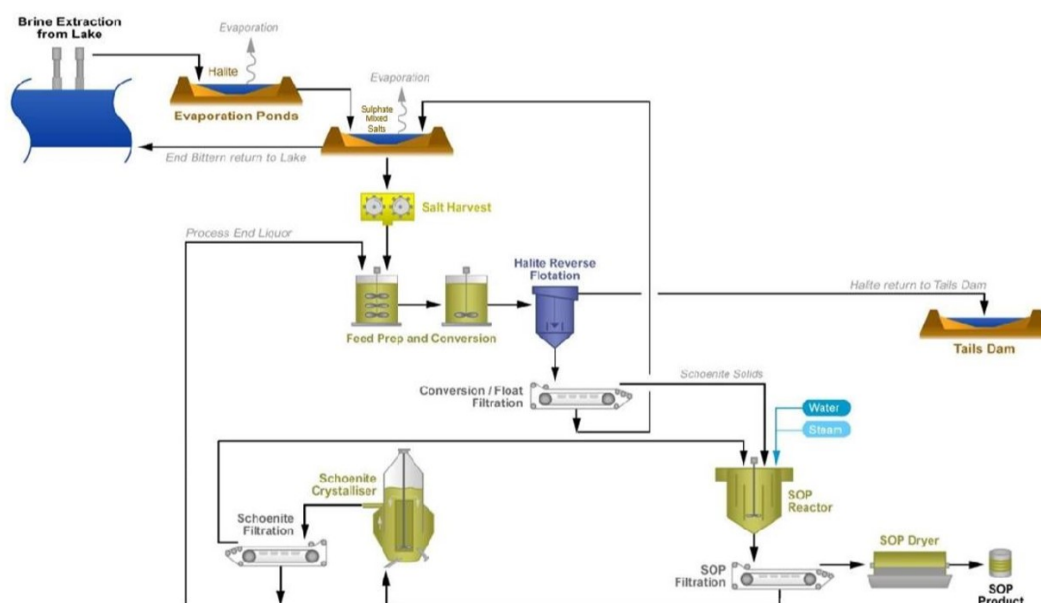 Brine Extraction
from Lake
Evaporation
Halite
Evaporation Ponds
Evaporation
Sulphate
Mixed
Salts
End Bittern return to Lake
Salt Harvest
Process End Liquor
Halite Reverse
Flotation
Halite return to Tails Dam
Feed Prep and Conversion
Tails Dam
Conversion / Float
Filtration
Schoenite Solids
Water
Steam
Schoenite
Crystalliser
SOP
Reactor
Schoenite
Filtration
SOP Dryer
SOP
Filtration
SOP
Product